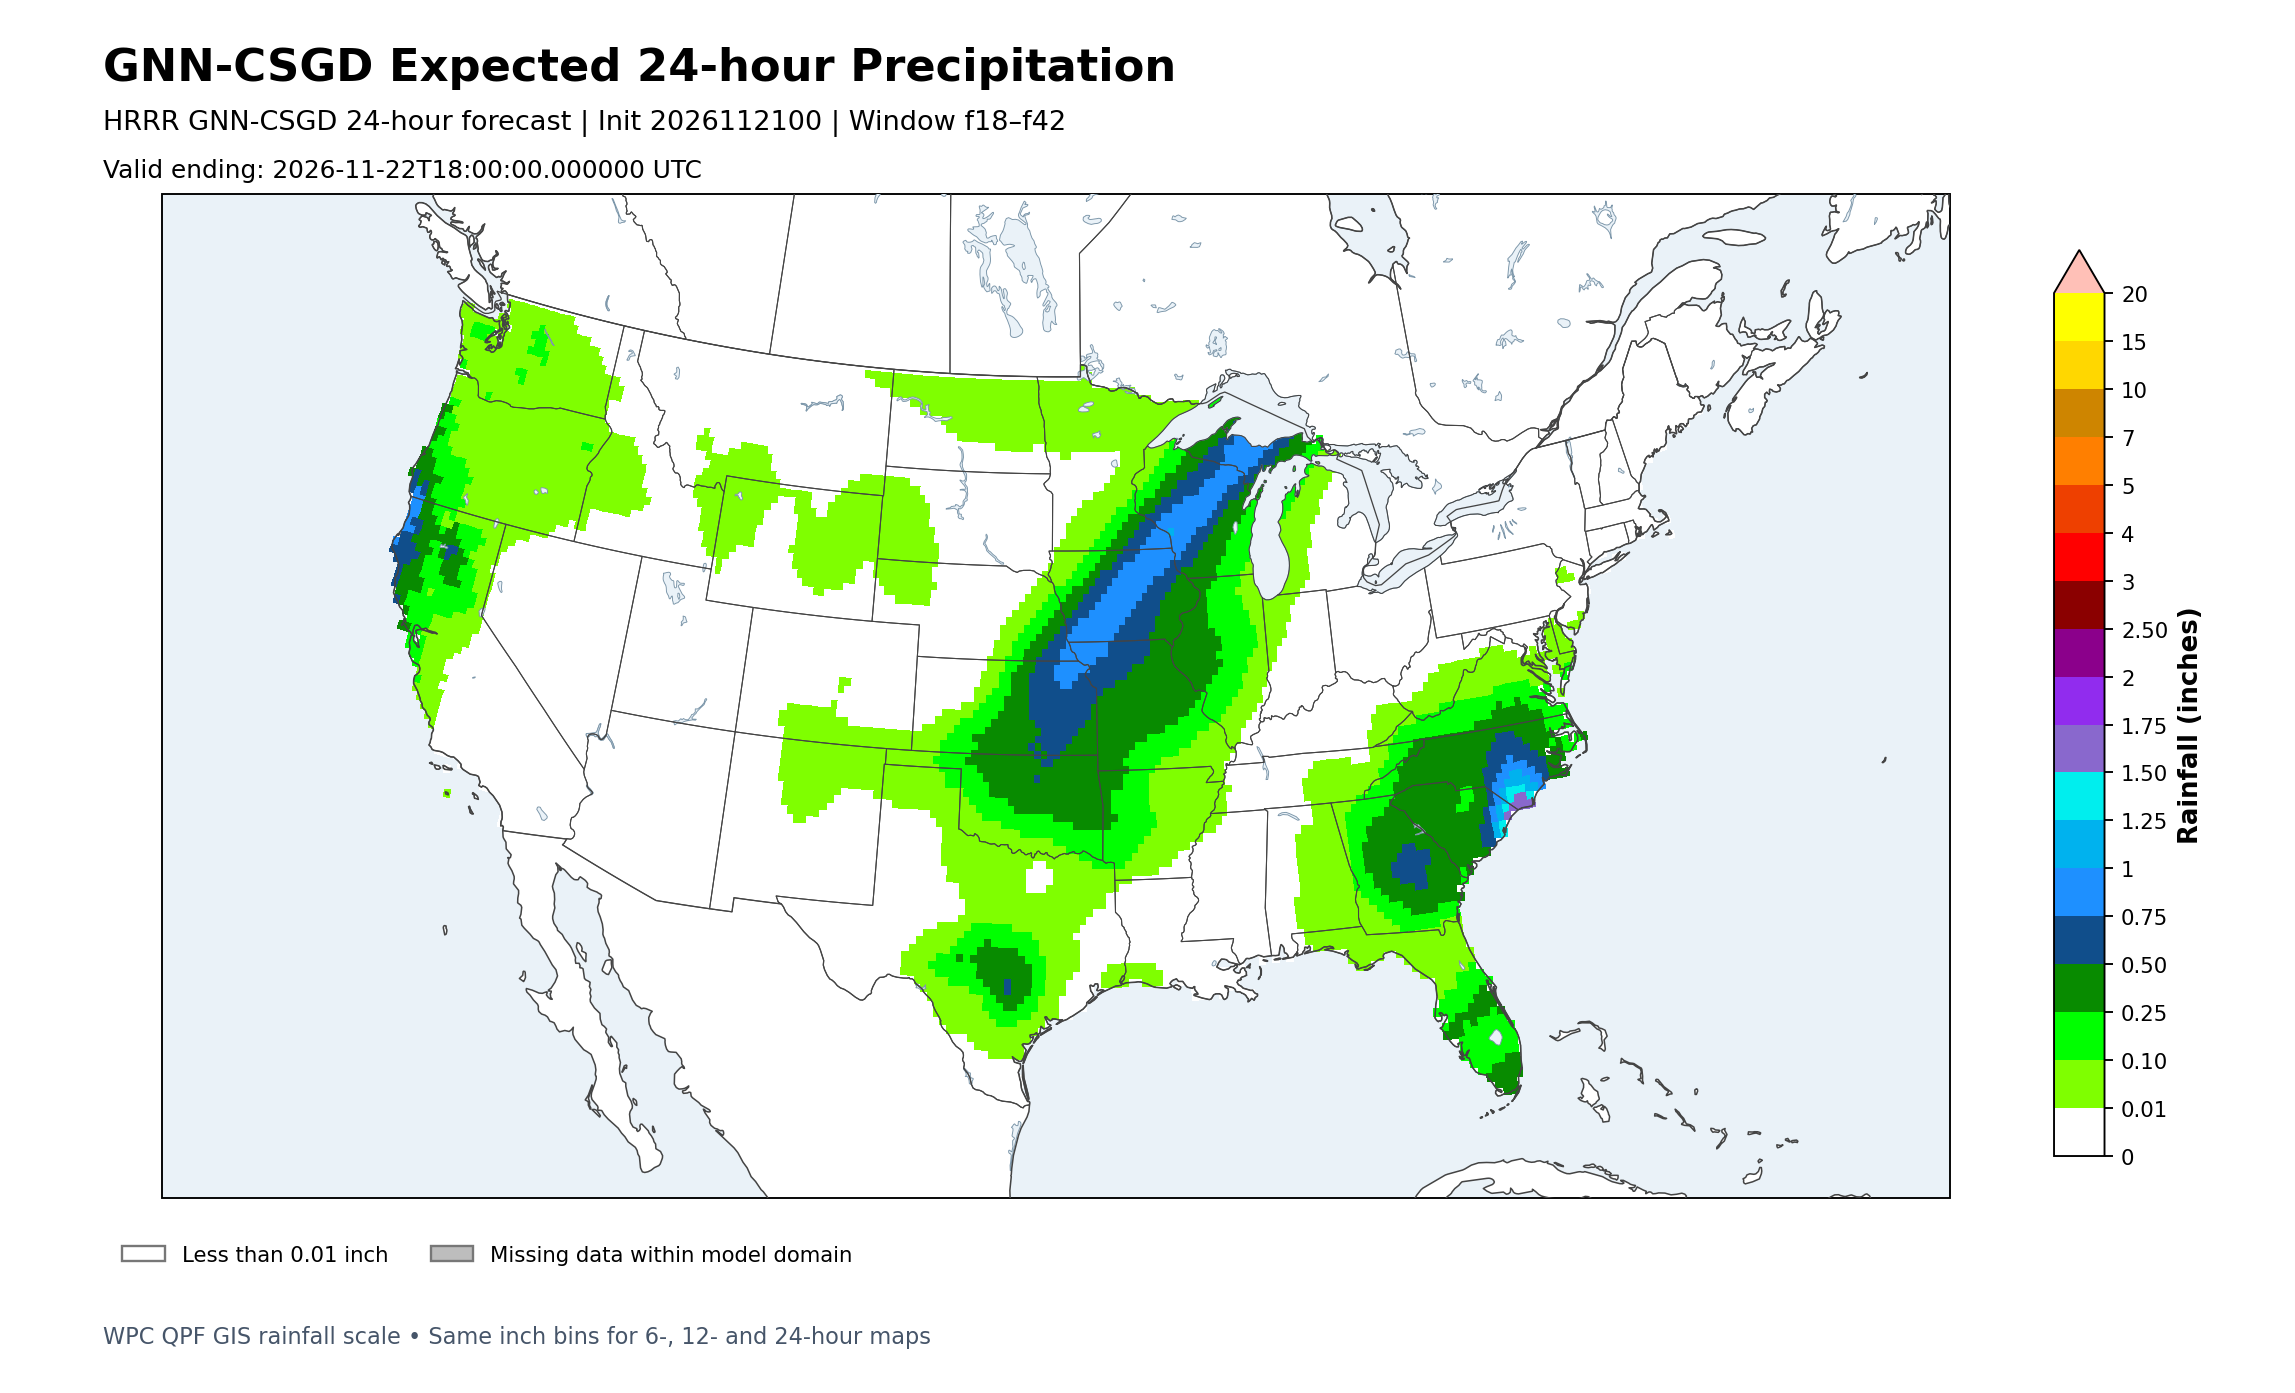 GNN-CSGD Expected 24-hour Precipitation
HRRR GNN-CSGD 24-hour forecast | Init 2026112100 | Window f18–f42
Valid ending: 2026-11-22T18:00:00.000000 UTC
20
15
10
7
5
4
3
2.50
2
1.75
1.50
1.25
1
0.75
0.50
0.25
0.10
0.01
0
Rainfall (inches)
Less than 0.01 inch
Missing data within model domain
WPC QPF GIS rainfall scale • Same inch bins for 6-, 12- and 24-hour maps